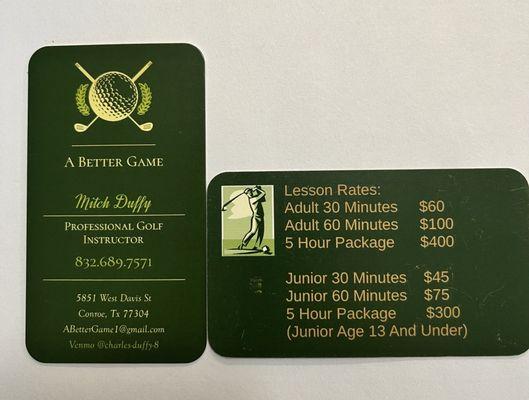 A Better Game
Mitch Duffy
Professional Golf
Instructor
832.689.7571
5851 West Davis St
Conroe, Tx 77304
ABetterGame1@gmail.com
Venmo @charles-duffy-8
Lesson Rates:
Adult 30 Minutes $60
Adult 60 Minutes $100
5 Hour Package $400
Junior 30 Minutes $45
Junior 60 Minutes $75
5 Hour Package $300
(Junior Age 13 And Under)